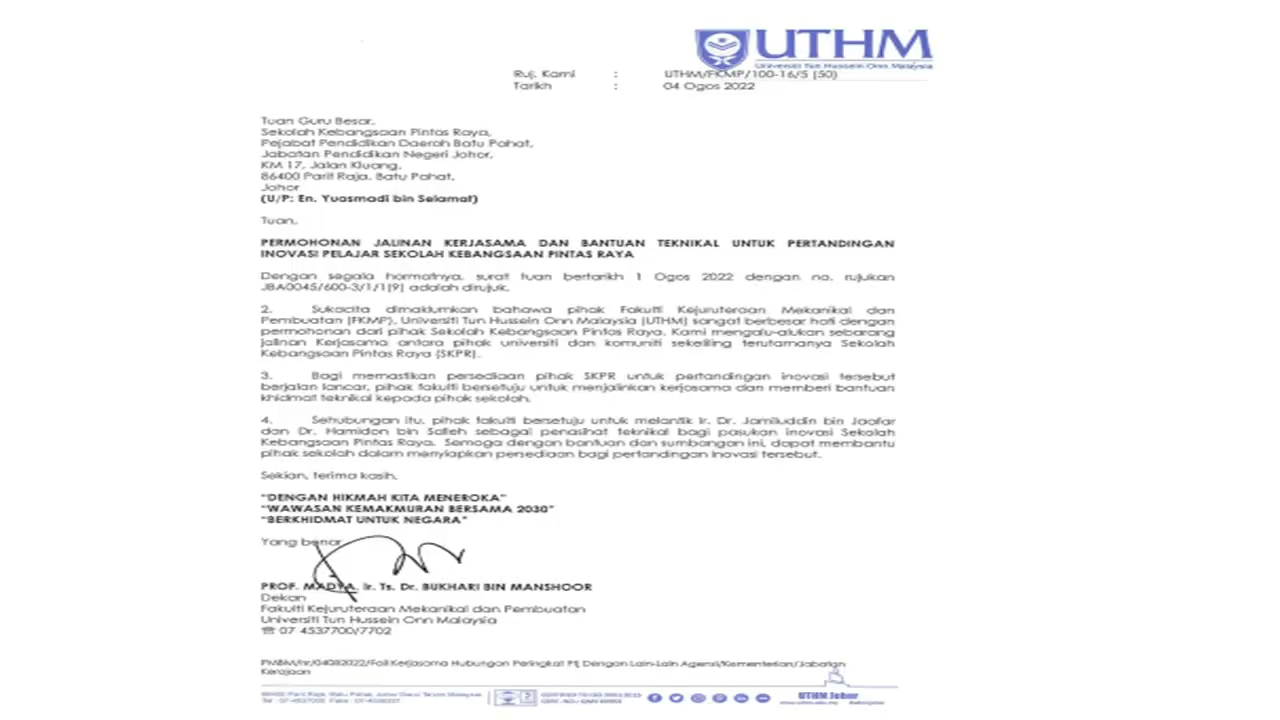 UTHM
Universiti Tun Hussein Onn Malaysia
Ruj. Kami : UTHM/FKMP/100-16/5 (50)
Tarikh : 04 Ogos 2022
Tuan Guru Besar,
Sekolah Kebangsaan Pintas Raya,
Pejabat Pendidikan Daerah Batu Pahat,
Jabatan Pendidikan Negeri Johor,
KM 17, Jalan Kluang,
86400 Parit Raja, Batu Pahat,
Johor
(U/P: En. Yuasmadi bin Selamat)
Tuan,
PERMOHONAN JALINAN KERJASAMA DAN BANTUAN TEKNIKAL UNTUK PERTANDINGAN
INOVASI PELAJAR SEKOLAH KEBANGSAAN PINTAS RAYA
Dengan segala hormatnya, surat tuan bertarikh 1 Ogos 2022 dengan no. rujukan
JBA0045/600-3/1/1(9) adalah dirujuk.
2. Sukacita dimaklumkan bahawa pihak Fakulti Kejuruteraan Mekanikal dan
Pembuatan (FKMP), Universiti Tun Hussein Onn Malaysia (UTHM) sangat berbesar hati dengan
permohonan dari pihak Sekolah Kebangsaan Pintas Raya. Kami mengalu-alukan sebarang
jalinan Kerjasama antara pihak universiti dan komuniti sekeliling terutamanya Sekolah
Kebangsaan Pintas Raya (SKPR).
3. Bagi memastikan persediaan pihak SKPR untuk pertandingan inovasi tersebut
berjalan lancar, pihak fakulti bersetuju untuk menjalinkan kerjosama dan memberi bantuan
khidmat teknikal kepada pihak sekolah.
4. Sehubungan itu, pihak fakulti bersetuju untuk melantik Ir. Dr. Jamiluddin bin Jaafar
dan Dr. Hamidon bin Salleh sebagai penasihat teknikal bagi pasukan inovasi Sekolah
Kebangsaan Pintas Raya. Semoga dengan bantuan dan sumbangan ini, dapat membantu
pihak sekolah dalam menyiapkan persediaan bagi pertandingan inovasi tersebut.
Sekian, terima kasih.
"DENGAN HIKMAH KITA MENEROKA"
"WAWASAN KEMAKMURAN BERSAMA 2030"
"BERKHIDMAT UNTUK NEGARA"
Yang benar
PROF. MADYA. Ir. Ts. Dr. BUKHARI BIN MANSHOOR
Dekan
Fakulti Kejuruteraan Mekanikal dan Pembuatan
Universiti Tun Hussein Onn Malaysia
☎ 07 4537700/7702
PMBM/nr/04082022/Fail Kerjasama Hubungan Peringkat Ptj Dengan Lain-Lain Agensi/Kementerian/Jabatan
Kerajaan
86400 Parit Raja, Batu Pahat, Johor Darul Ta'zim Malaysia
UTHM Johor